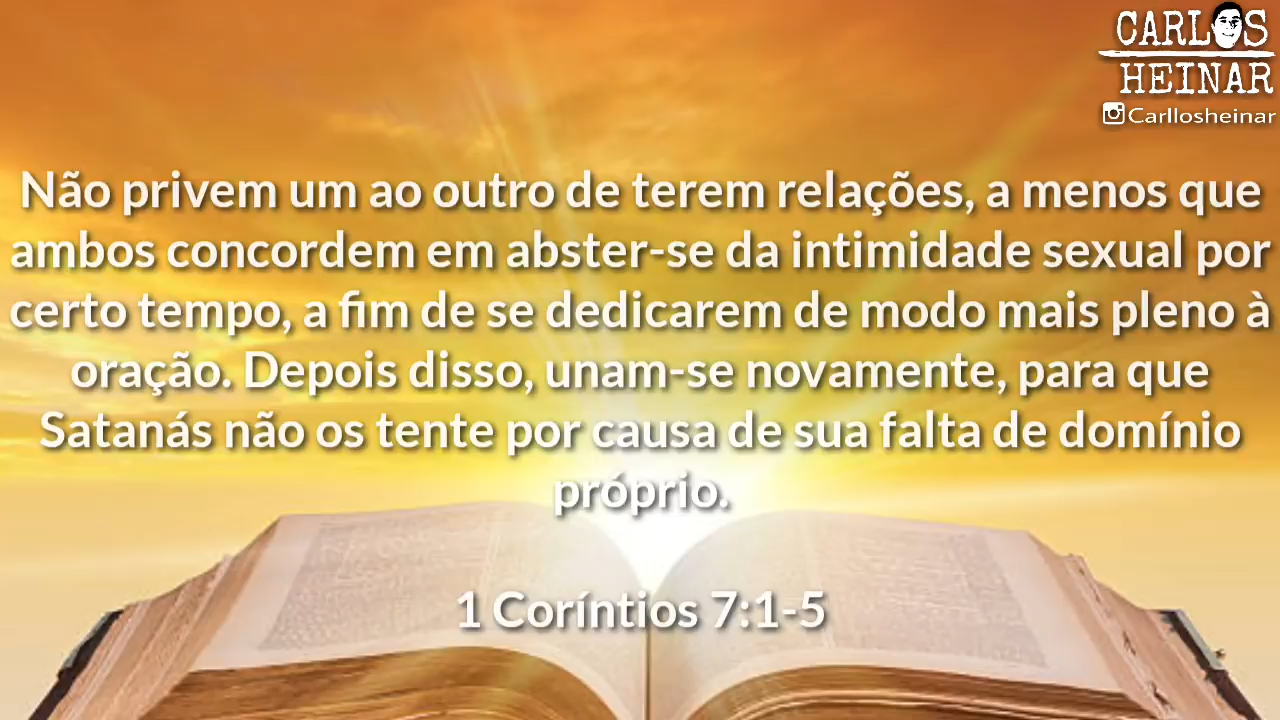 CARLOS
HEINAR
Carllosheinar
Não privem um ao outro de terem relações, a menos que
ambos concordem em abster-se da intimidade sexual por
certo tempo, a fim de se dedicarem de modo mais pleno à
oração. Depois disso, unam-se novamente, para que
Satanás não os tente por causa de sua falta de domínio
próprio.
1 Coríntios 7:1-5